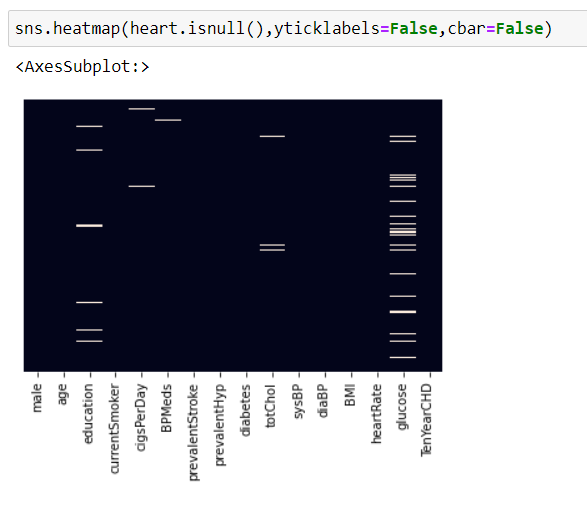 sns.heatmap(heart.isnull(),yticklabels=False,cbar=False)
<AxesSubplot:>
male
age
education
currentSmoker
cigsPerDay
BPMeds
prevalentStroke
prevalentHyp
diabetes
totChol
sysBP
diaBP
BMI
heartRate
glucose
TenYearCHD